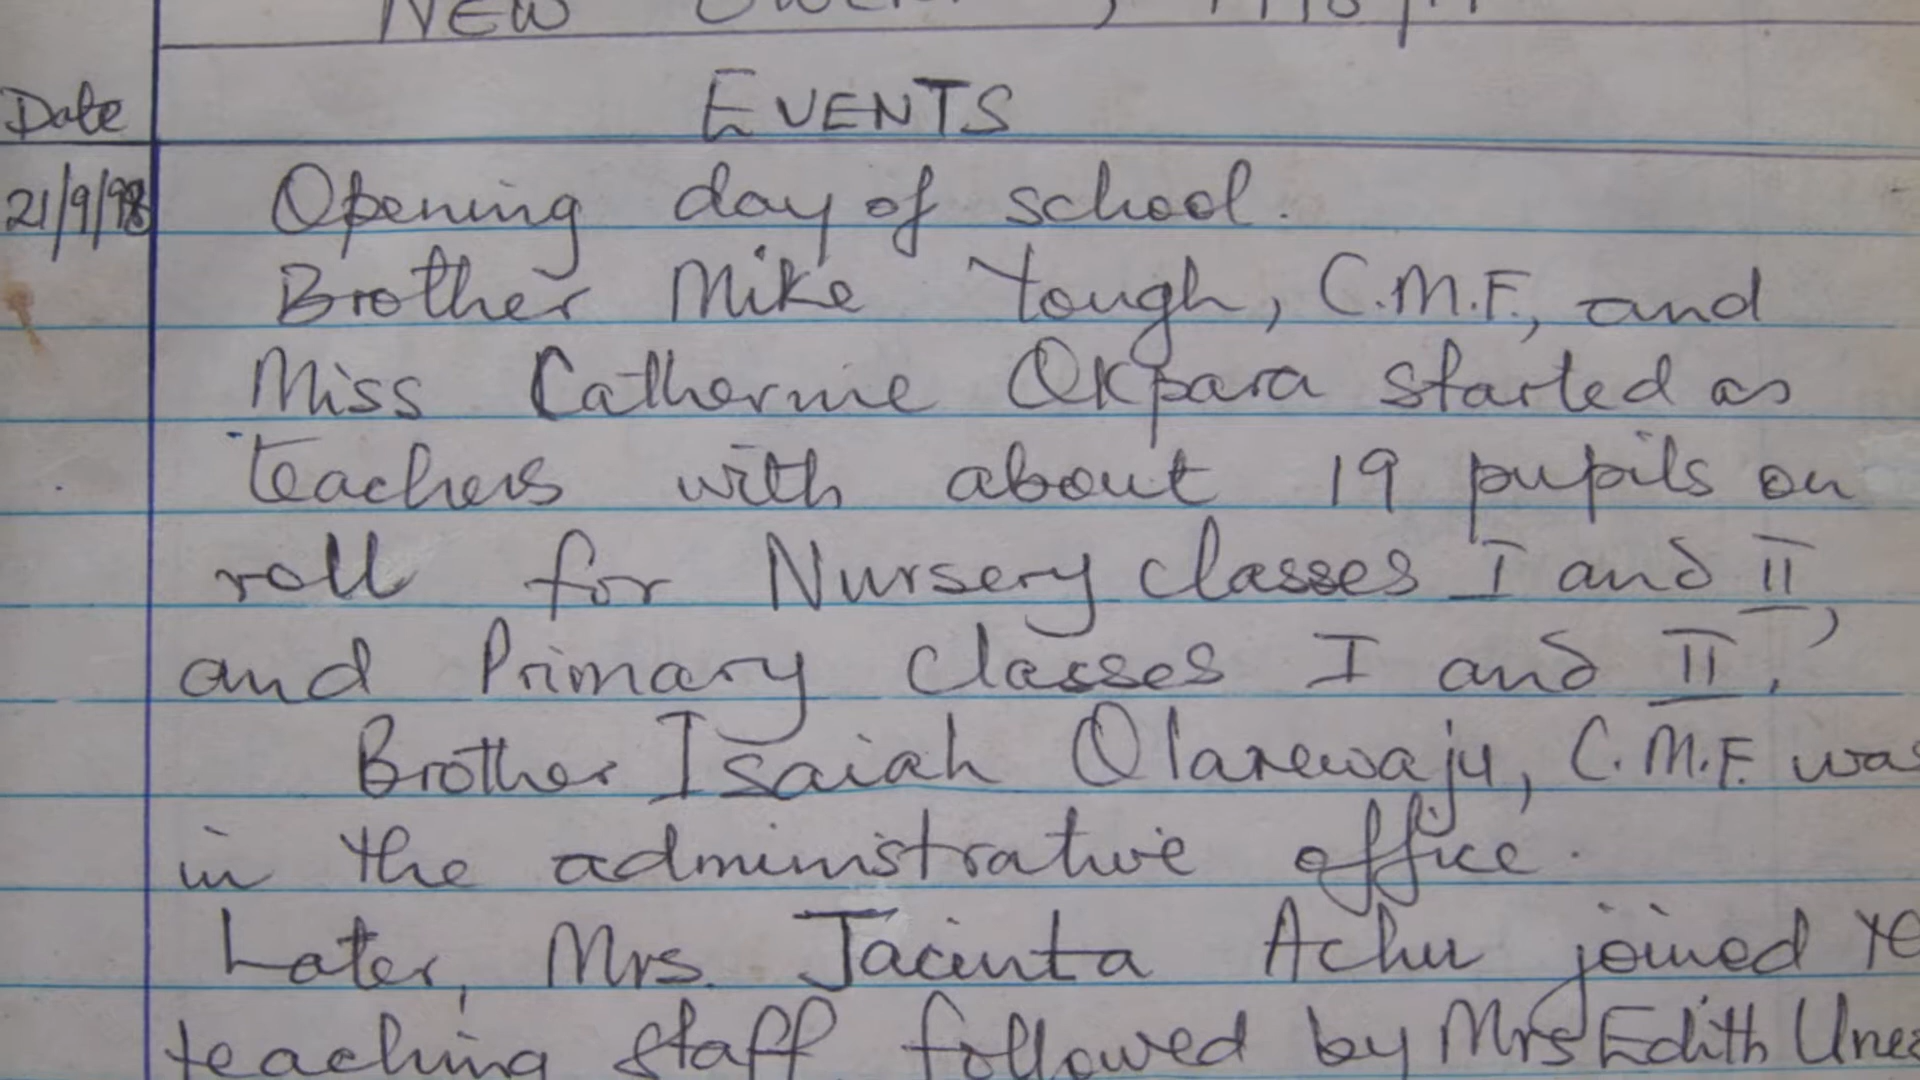 NEW
Date EVENTS
21/9/98 Opening day of school.
Brother Mike Tough, C.M.F., and
Miss Catherine Okpara started as
teachers with about 19 pupils on
roll for Nursery classes I and II,
and Primary classes I and II.
Brother Isaiah Olarewaju, C.M.F. was
in the administrative office.
Later, Mrs. Jacinta Achu joined
teaching staff followed by Mrs Edith